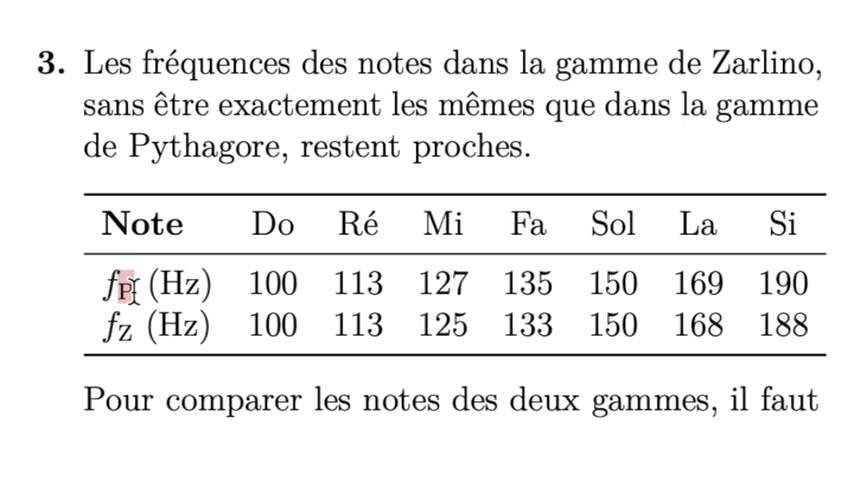 3. Les fréquences des notes dans la gamme de Zarlino,
sans être exactement les mêmes que dans la gamme
de Pythagore, restent proches.
Note Do Ré Mi Fa Sol La Si
fP (Hz) 100 113 127 135 150 169 190
fZ (Hz) 100 113 125 133 150 168 188
Pour comparer les notes des deux gammes, il faut